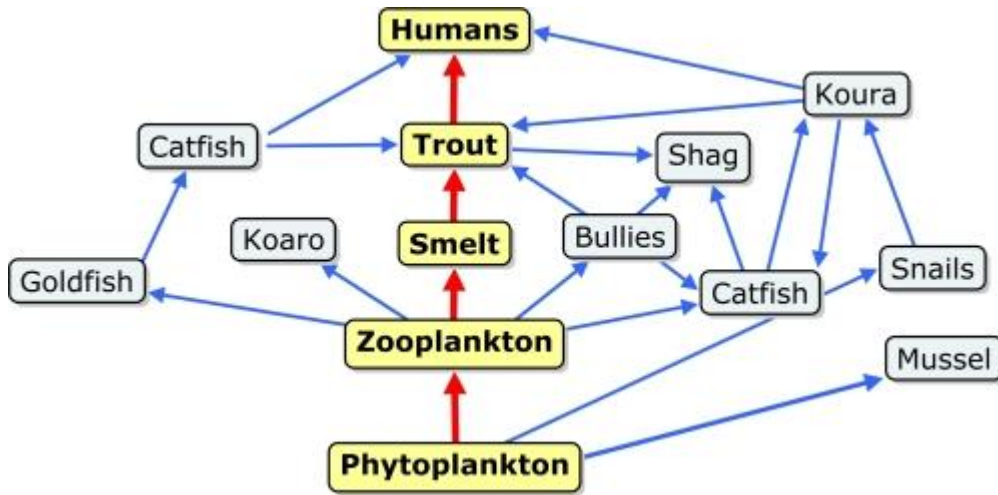 Humans
Koura
Catfish
Trout
Shag
Koaro
Smelt
Bullies
Goldfish
Catfish
Snails
Zooplankton
Mussel
Phytoplankton